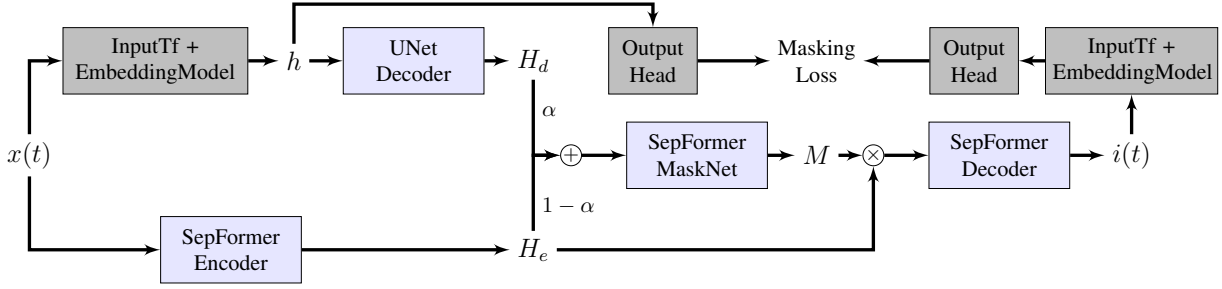 InputTf +
EmbeddingModel
h
UNet
Decoder
H_d
Output
Head
Masking
Loss
Output
Head
InputTf +
EmbeddingModel
α
x(t)
+
SepFormer
MaskNet
M
×
SepFormer
Decoder
i(t)
1 − α
SepFormer
Encoder
H_e